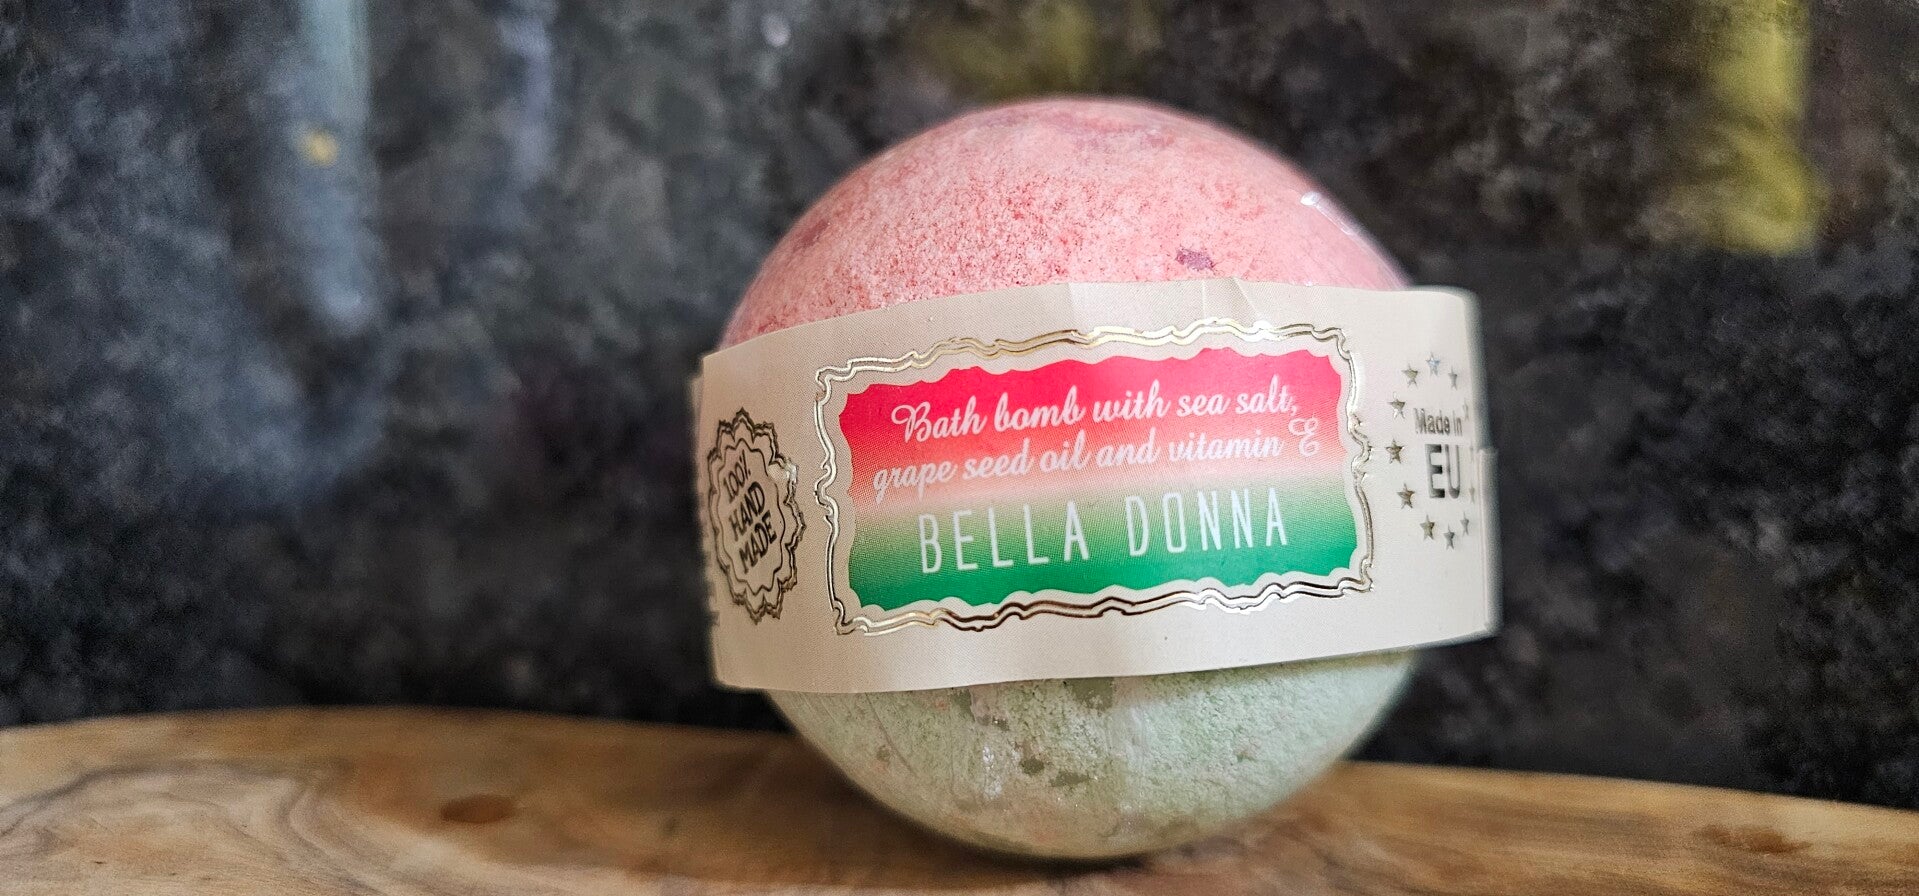 100%
HAND
MADE
Bath bomb with sea salt,
grape seed oil and vitamin E
BELLA DONNA
Made in
EU